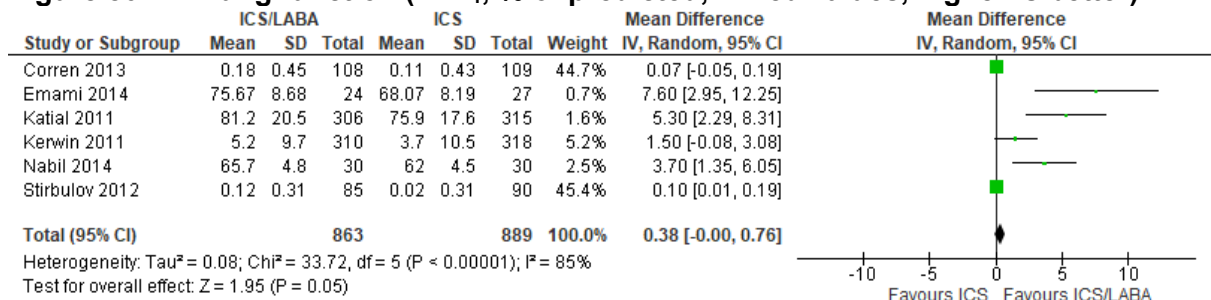 ICS/LABA ICS Mean Difference Mean Difference
Study or Subgroup Mean SD Total Mean SD Total Weight IV, Random, 95% CI IV, Random, 95% CI
Corren 2013 0.18 0.45 108 0.11 0.43 109 44.7% 0.07 [-0.05, 0.19]
Emami 2014 75.67 8.68 24 68.07 8.19 27 0.7% 7.60 [2.95, 12.25]
Katial 2011 81.2 20.5 306 75.9 17.6 315 1.6% 5.30 [2.29, 8.31]
Kerwin 2011 5.2 9.7 310 3.7 10.5 318 5.2% 1.50 [-0.08, 3.08]
Nabil 2014 65.7 4.8 30 62 4.5 30 2.5% 3.70 [1.35, 6.05]
Stirbulov 2012 0.12 0.31 85 0.02 0.31 90 45.4% 0.10 [0.01, 0.19]
Total (95% CI) 863 889 100.0% 0.38 [-0.00, 0.76]
Heterogeneity: Tau² = 0.08; Chi² = 33.72, df = 5 (P < 0.00001); I² = 85%
Test for overall effect: Z = 1.95 (P = 0.05)
-10 -5 0 5 10
Favours ICS Favours ICS/LABA